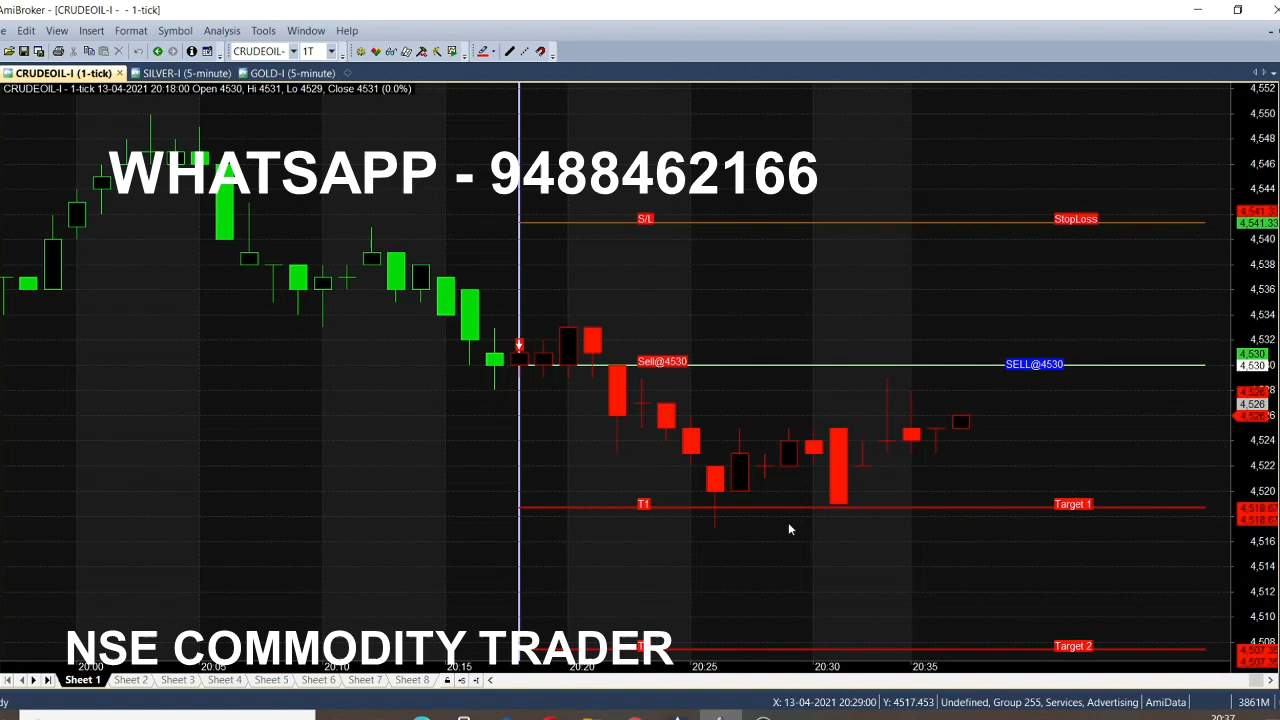 AmiBroker - [CRUDEOIL-I - - 1-tick]
Edit View Insert Format Symbol Analysis Tools Window Help
CRUDEOIL- 1T
CRUDEOIL-I (1-tick) SILVER-I (5-minute) GOLD-I (5-minute)
CRUDEOIL-I - 1-tick 13-04-2021 20:18:00 Open 4530, Hi 4531, Lo 4529, Close 4531 (0.0%)
4,552
4,550
4,548
WHATSAPP - 9488462166
4,546
4,544
S/L StopLoss
4,541.33
4,540
4,538
4,536
4,534
4,532
4,530
Sell@4530 SELL@4530
4,530
4,526
4,524
4,522
4,520
T1 Target 1
4,518.67
4,518.67
4,516
4,514
4,512
4,510
4,508
NSE COMMODITY TRADER
Target 2
4,507.35
20:00 20:05 20:10 20:15 20:20 20:25 20:30 20:35
Sheet 1 Sheet 2 Sheet 3 Sheet 4 Sheet 5 Sheet 6 Sheet 7 Sheet 8
X: 13-04-2021 20:29:00 Y: 4517.453 Undefined, Group 255, Services, Advertising AmiData 3861M